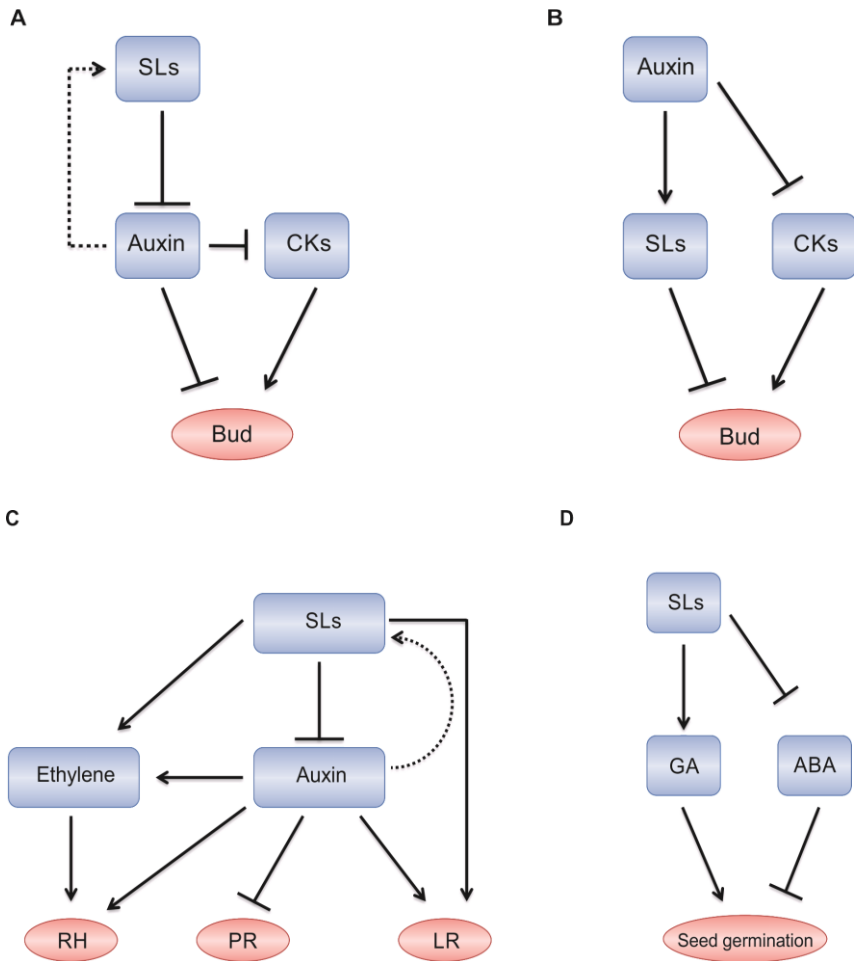 A
SLs
Auxin
CKs
Bud
B
Auxin
SLs
CKs
Bud
C
SLs
Ethylene
Auxin
RH
PR
LR
D
SLs
GA
ABA
Seed germination